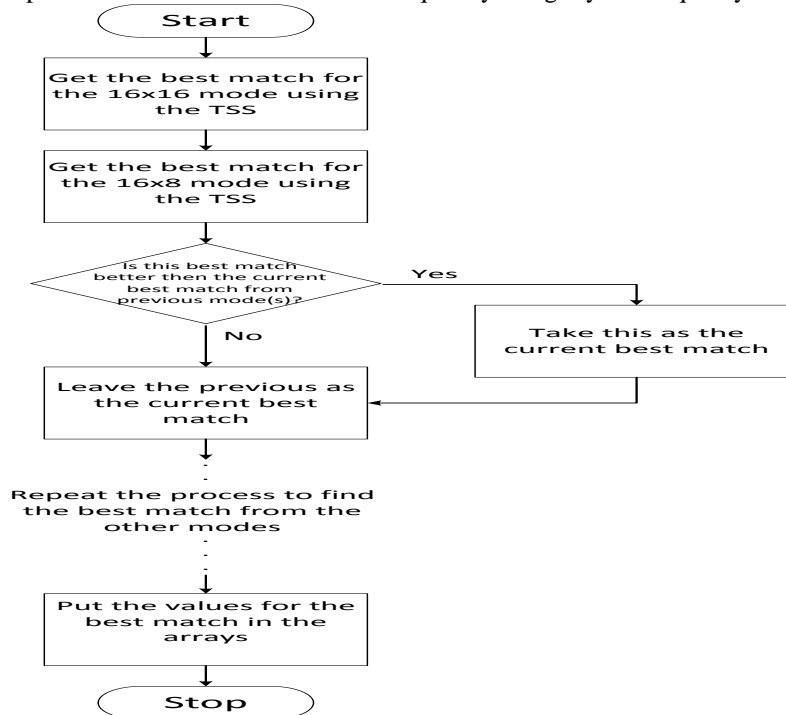 Start
Get the best match for
the 16x16 mode using
the TSS
Get the best match for
the 16x8 mode using
the TSS
Is this best match
better then the current
best match from
previous mode(s)?
Yes
No
Take this as the
current best match
Leave the previous as
the current best
match
Repeat the process to find
the best match from the
other modes
Put the values for the
best match in the
arrays
Stop